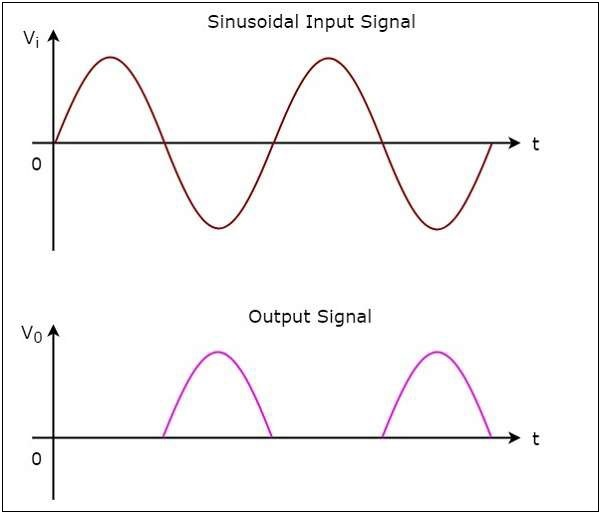 Sinusoidal Input Signal
Vi
t
0
Output Signal
V0
t
0